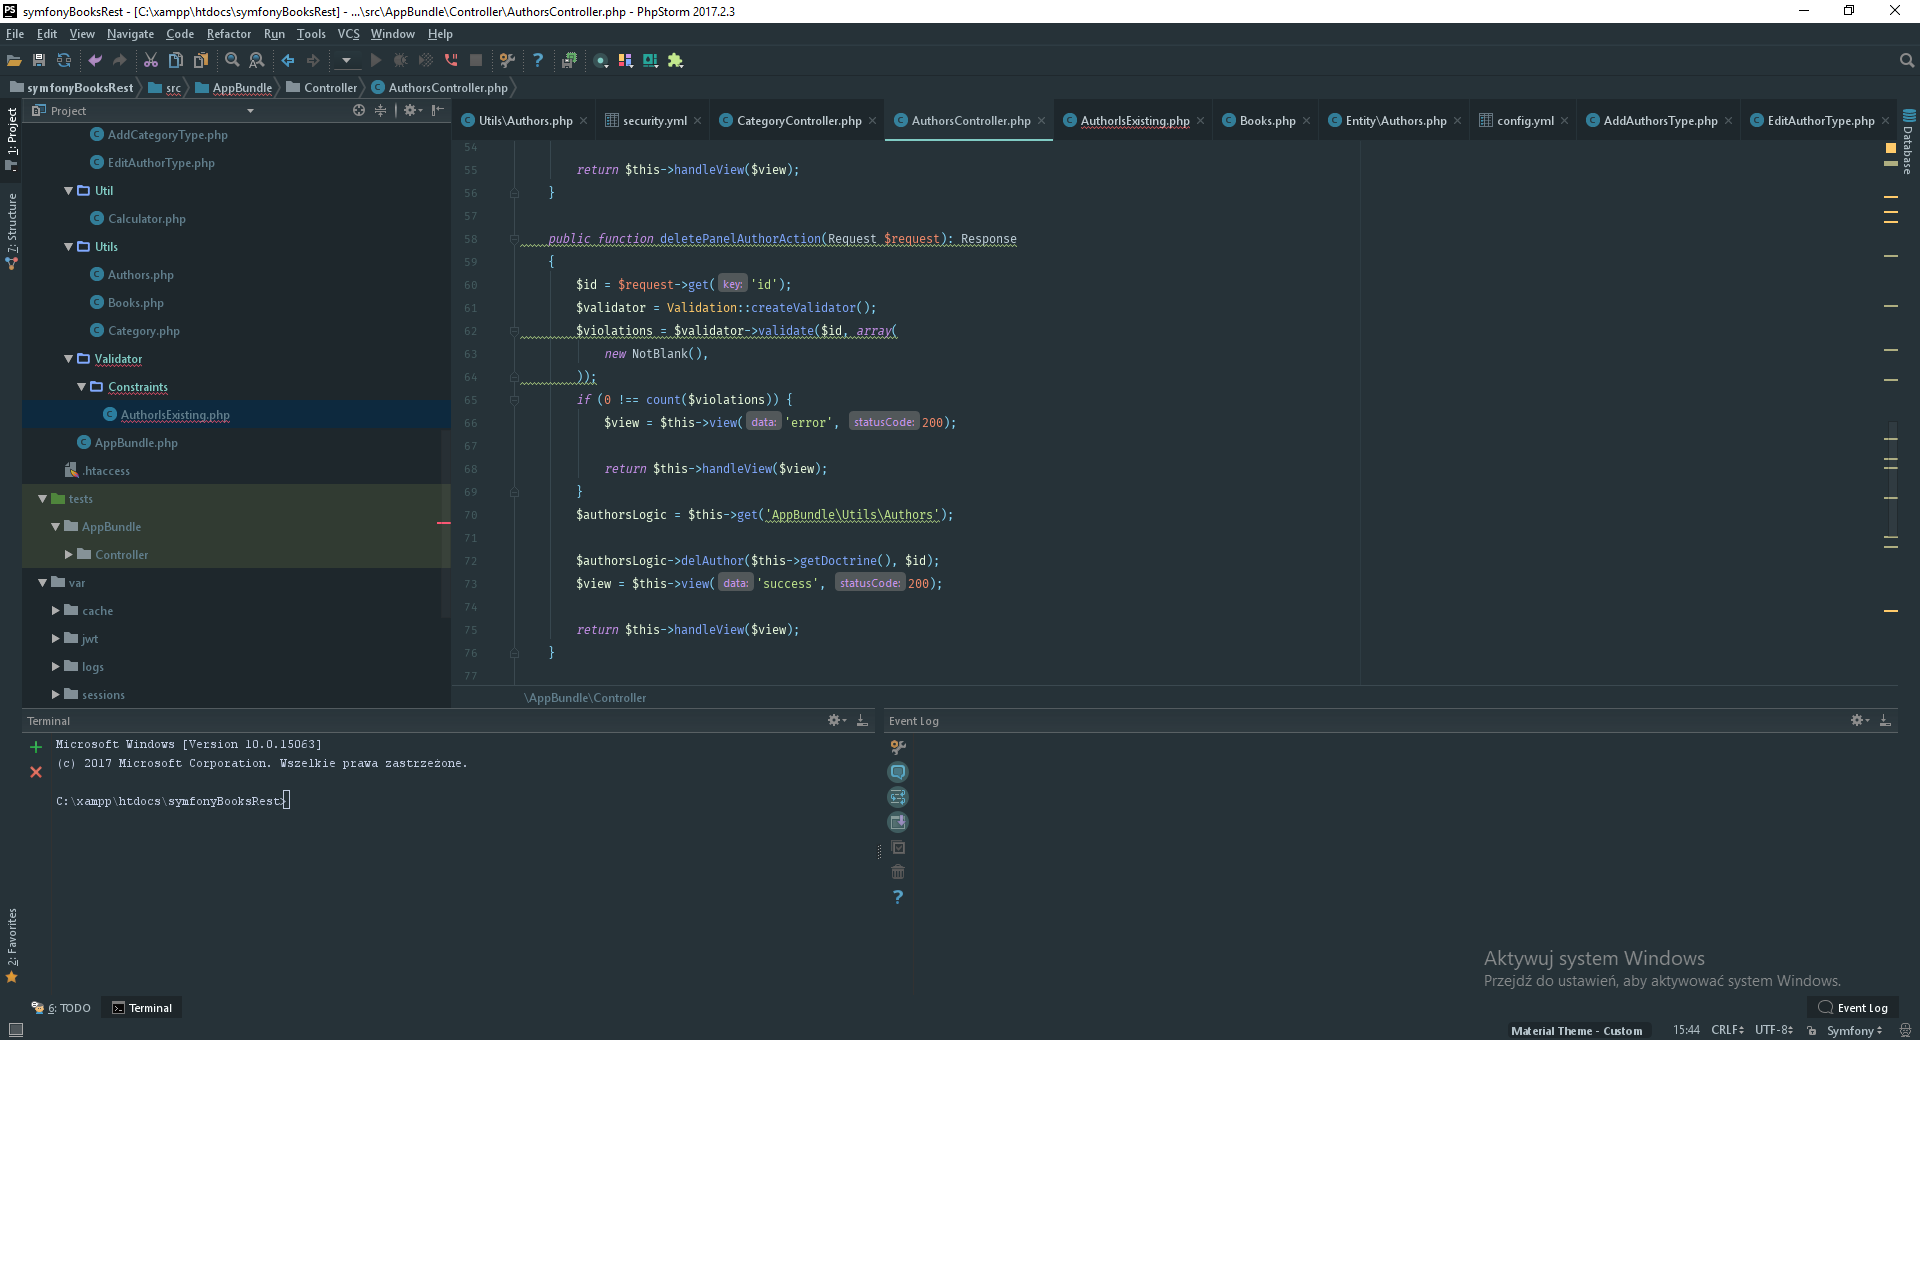 symfonyBooksRest - [C:\xampp\htdocs\symfonyBooksRest] - ...\src\AppBundle\Controller\AuthorsController.php - PhpStorm 2017.2.3
File Edit View Navigate Code Refactor Run Tools VCS Window Help
symfonyBooksRest src AppBundle Controller AuthorsController.php
1: Project
7: Structure
2: Favorites
Project
AddCategoryType.php
EditAuthorType.php
Util
Calculator.php
Utils
Authors.php
Books.php
Category.php
Validator
Constraints
AuthorIsExisting.php
AppBundle.php
.htaccess
tests
AppBundle
Controller
var
cache
jwt
logs
sessions
Utils\Authors.php security.yml CategoryController.php AuthorsController.php AuthorIsExisting.php Books.php Entity\Authors.php config.yml AddAuthorsType.php EditAuthorType.php
Database
54
55 return $this->handleView($view);
56 }
57
58 public function deletePanelAuthorAction(Request $request): Response
59 {
60 $id = $request->get( key: 'id');
61 $validator = Validation::createValidator();
62 $violations = $validator->validate($id, array(
63 new NotBlank(),
64 ));
65 if (0 !== count($violations)) {
66 $view = $this->view( data: 'error', statusCode: 200);
67
68 return $this->handleView($view);
69 }
70 $authorsLogic = $this->get('AppBundle\Utils\Authors');
71
72 $authorsLogic->delAuthor($this->getDoctrine(), $id);
73 $view = $this->view( data: 'success', statusCode: 200);
74
75 return $this->handleView($view);
76 }
77
\AppBundle\Controller
Terminal
Microsoft Windows [Version 10.0.15063]
(c) 2017 Microsoft Corporation. Wszelkie prawa zastrzeżone.
C:\xampp\htdocs\symfonyBooksRest>
Event Log
Aktywuj system Windows
Przejdź do ustawień, aby aktywować system Windows.
6: TODO Terminal Event Log
Material Theme - Custom 15:44 CRLF UTF-8 Symfony